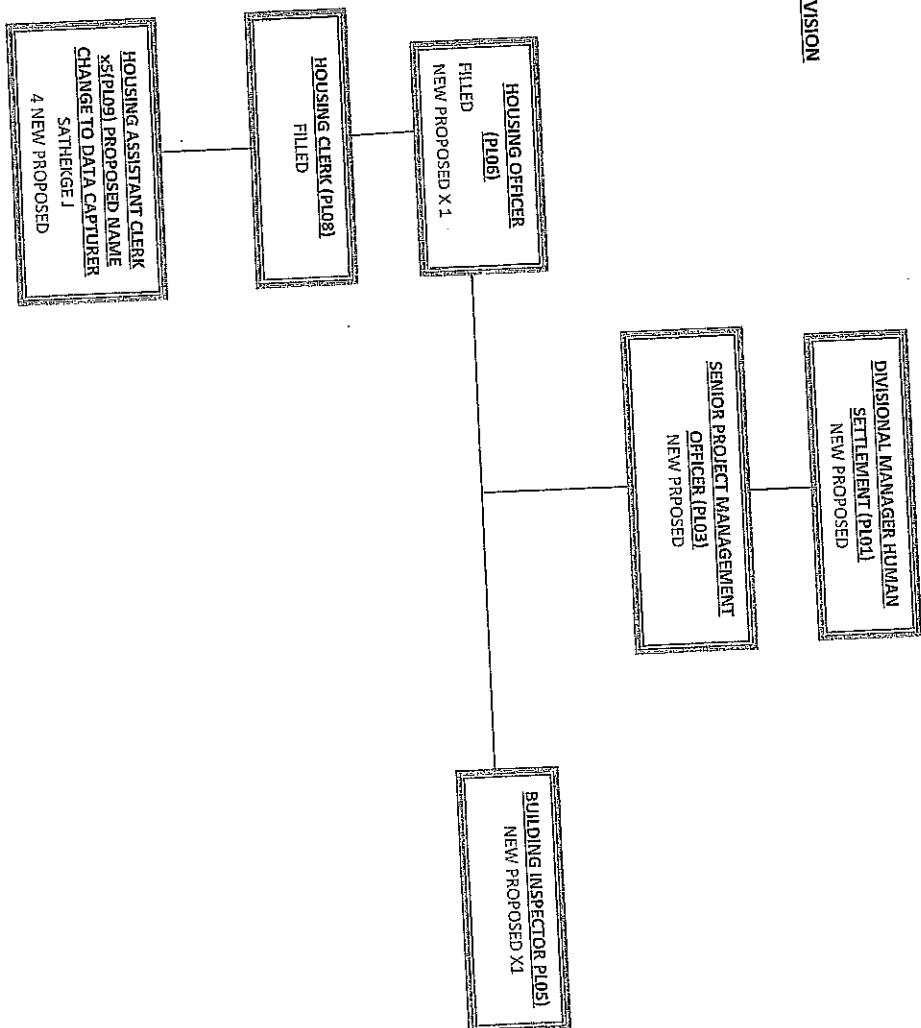 VISION
DIVISIONAL MANAGER HUMAN
SETTLEMENT (PL01)
NEW PROPOSED
SENIOR PROJECT MANAGEMENT
OFFICER (PL03)
NEW PRPOSED
HOUSING OFFICER
(PL06)
FILLED
NEW PROPOSED X 1
BUILDING INSPECTOR PL05)
NEW PROPOSED X1
HOUSING CLERK (PL08)
FILLED
HOUSING ASSISTANT CLERK
x5(PL09) PROPOSED NAME
CHANGE TO DATA CAPTURER
SATHEKGE.J
4 NEW PROPOSED